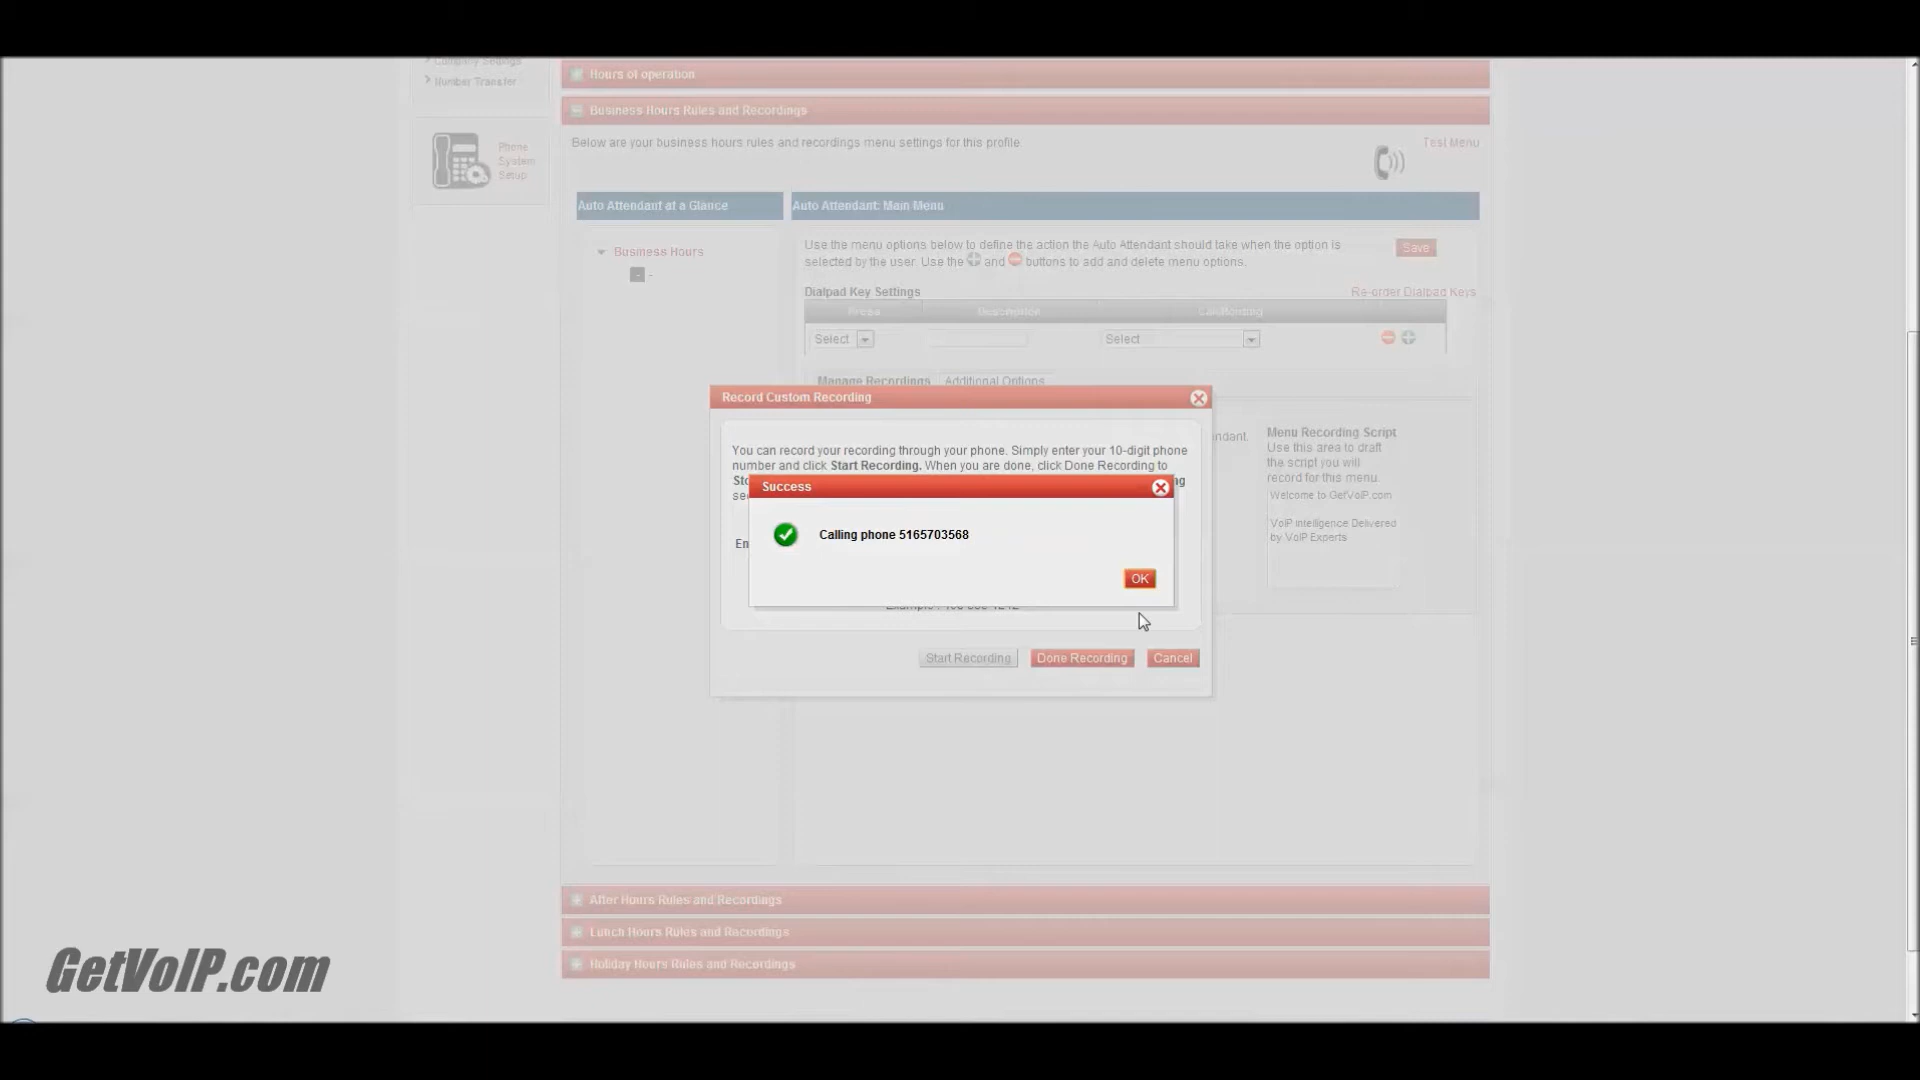 Company Settings
Number Transfer
Phone
System
Setup
Hours of operation
Business Hours Rules and Recordings
Below are your business hours rules and recordings menu settings for this profile.
Test Menu
Auto Attendant at a Glance
Auto Attendant: Main Menu
Business Hours
Use the menu options below to define the action the Auto Attendant should take when the option is
selected by the user. Use the and buttons to add and delete menu options.
Save
Dialpad Key Settings
Re-order Dialpad Keys
Press Description Call Routing
Select Select
Manage Recordings Additional Options
Record Custom Recording
You can record your recording through your phone. Simply enter your 10-digit phone
number and click Start Recording. When you are done, click Done Recording to
Success
Calling phone 5165703568
OK
Start Recording Done Recording Cancel
Menu Recording Script
Use this area to draft
the script you will
record for this menu.
Welcome to GetVoIP.com
VoIP Intelligence Delivered
by VoIP Experts
After Hours Rules and Recordings
Lunch Hours Rules and Recordings
Holiday Hours Rules and Recordings
GetVoIP.com